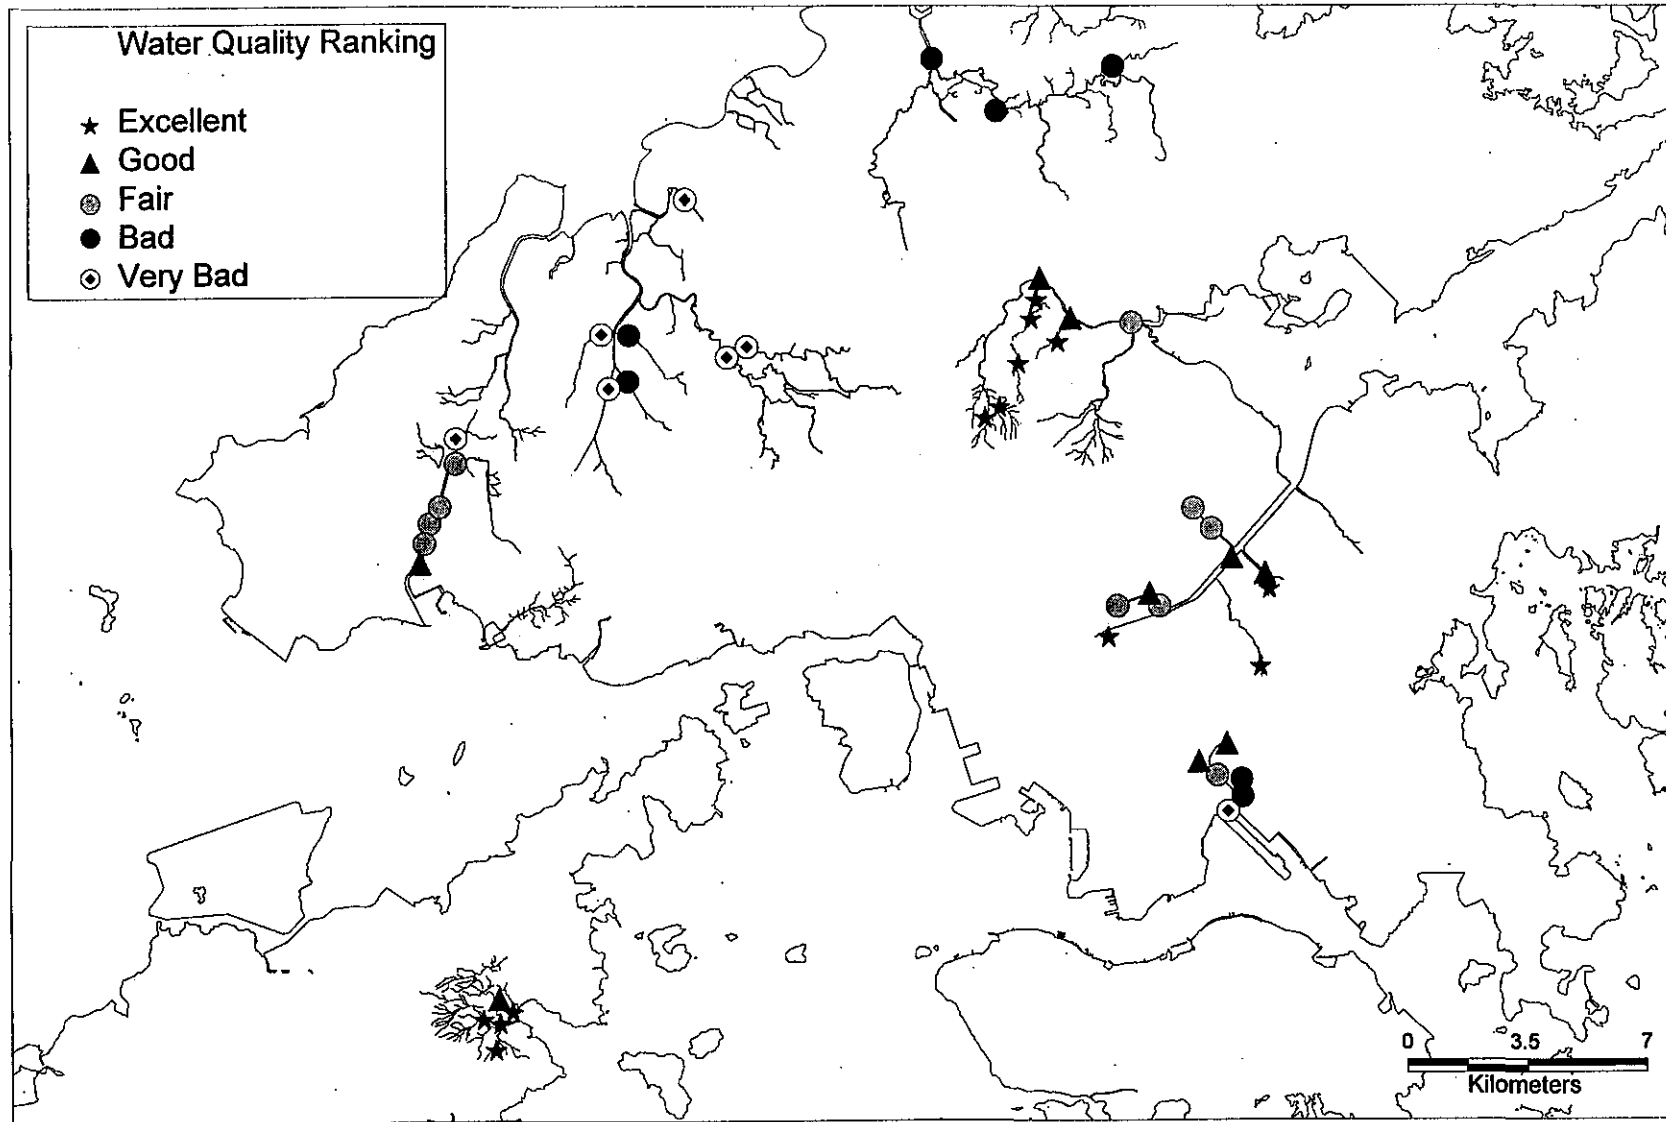 Water Quality Ranking
Excellent
Good
Fair
Bad
Very Bad
0 3.5 7
Kilometers